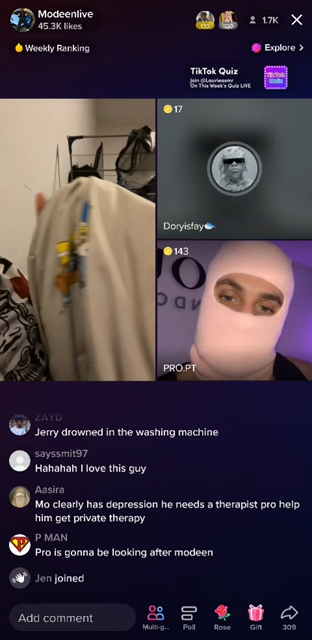 Modeenlive
45.3K likes
1.7K
Weekly Ranking
Explore >
TikTok Quiz
Join @Laurieasmr
On This Week's Quiz LIVE
17
Doryisfay
143
PRO.PT
ZAYD
Jerry drowned in the washing machine
sayssmit97
Hahahah I love this guy
Aasira
Mo clearly has depression he needs a therapist pro help
him get private therapy
P MAN
Pro is gonna be looking after modeen
Jen joined
Add comment
Multi-g...
Poll
Rose
Gift
309